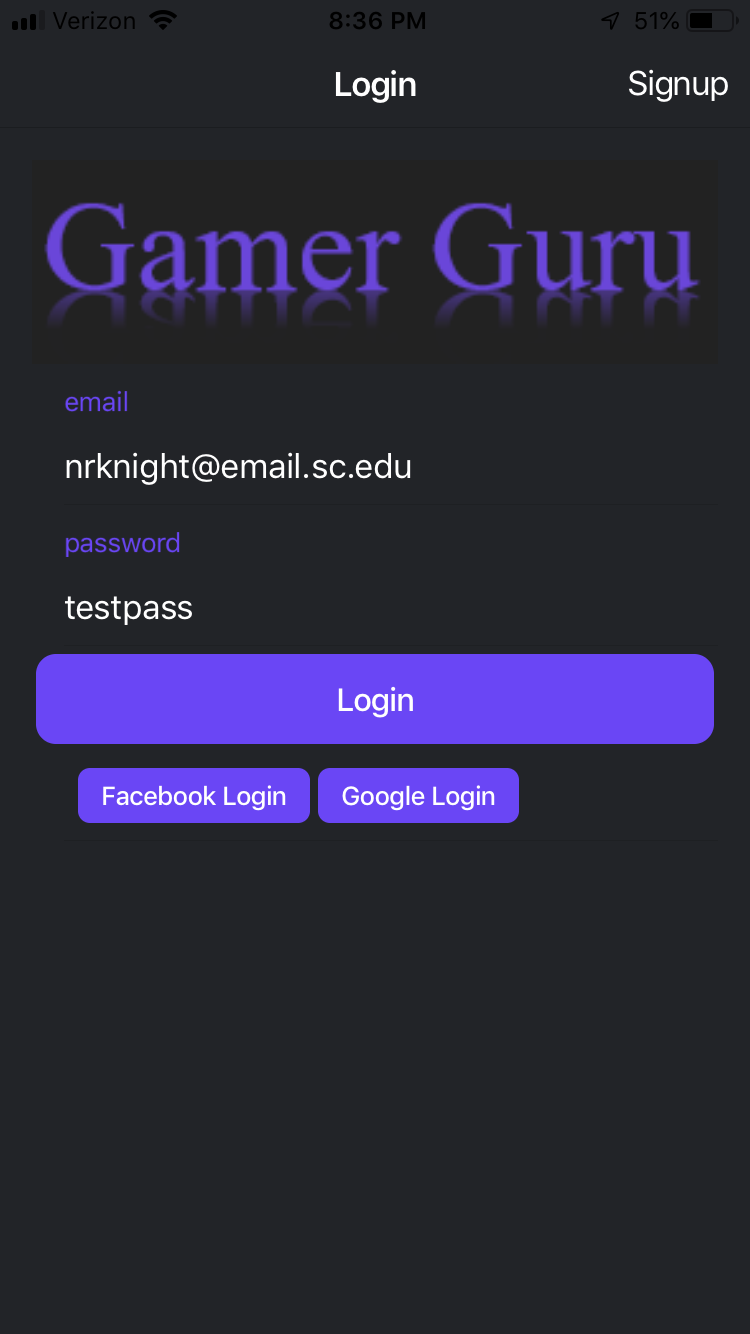 Verizon 8:36 PM 51%
Login Signup
Gamer Guru
email
nrknight@email.sc.edu
password
testpass
Login
Facebook Login Google Login